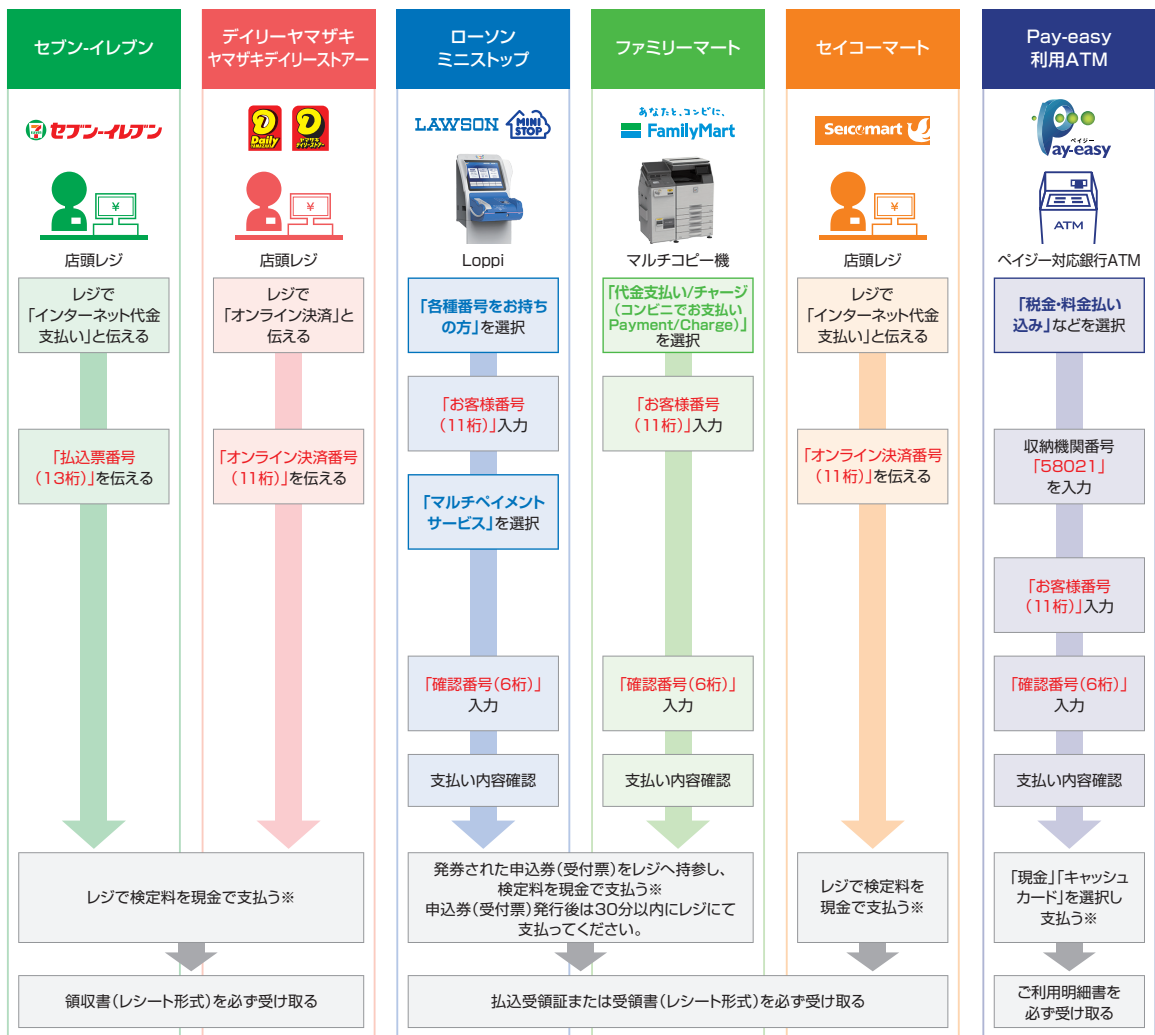 セブン-イレブン
セブン-イレブン
¥
店頭レジ
レジで
「インターネット代金
支払い」と伝える
「払込票番号
(13桁)」を伝える
デイリーヤマザキ
ヤマザキデイリーストアー
Daily
YAMAZAKI
ヤマザキ
デイリーストアー
¥
店頭レジ
レジで
「オンライン決済」と
伝える
「オンライン決済番号
(11桁)」を伝える
レジで検定料を現金で支払う※
領収書(レシート形式)を必ず受け取る
ローソン
ミニストップ
LAWSON
MINI
STOP
Loppi
「各種番号をお持ち
の方」を選択
「お客様番号
(11桁)」入力
「マルチペイメント
サービス」を選択
「確認番号(6桁)」
入力
支払い内容確認
ファミリーマート
あなたと、コンビに、
FamilyMart
マルチコピー機
「代金支払い/チャージ
(コンビニでお支払い
Payment/Charge)」
を選択
「お客様番号
(11桁)」入力
「確認番号(6桁)」
入力
支払い内容確認
発券された申込券(受付票)をレジへ持参し、
検定料を現金で支払う※
申込券(受付票)発行後は30分以内にレジにて
支払ってください。
セイコーマート
Seicomart
¥
店頭レジ
レジで
「インターネット代金
支払い」と伝える
「オンライン決済番号
(11桁)」を伝える
レジで検定料を
現金で支払う※
払込受領証または受領書(レシート形式)を必ず受け取る
Pay-easy
利用ATM
ペイジー
Pay-easy
ATM
ペイジー対応銀行ATM
「税金・料金払い
込み」などを選択
収納機関番号
「58021」
を入力
「お客様番号
(11桁)」入力
「確認番号(6桁)」
入力
支払い内容確認
「現金」「キャッシュ
カード」を選択し
支払う※
ご利用明細書を
必ず受け取る